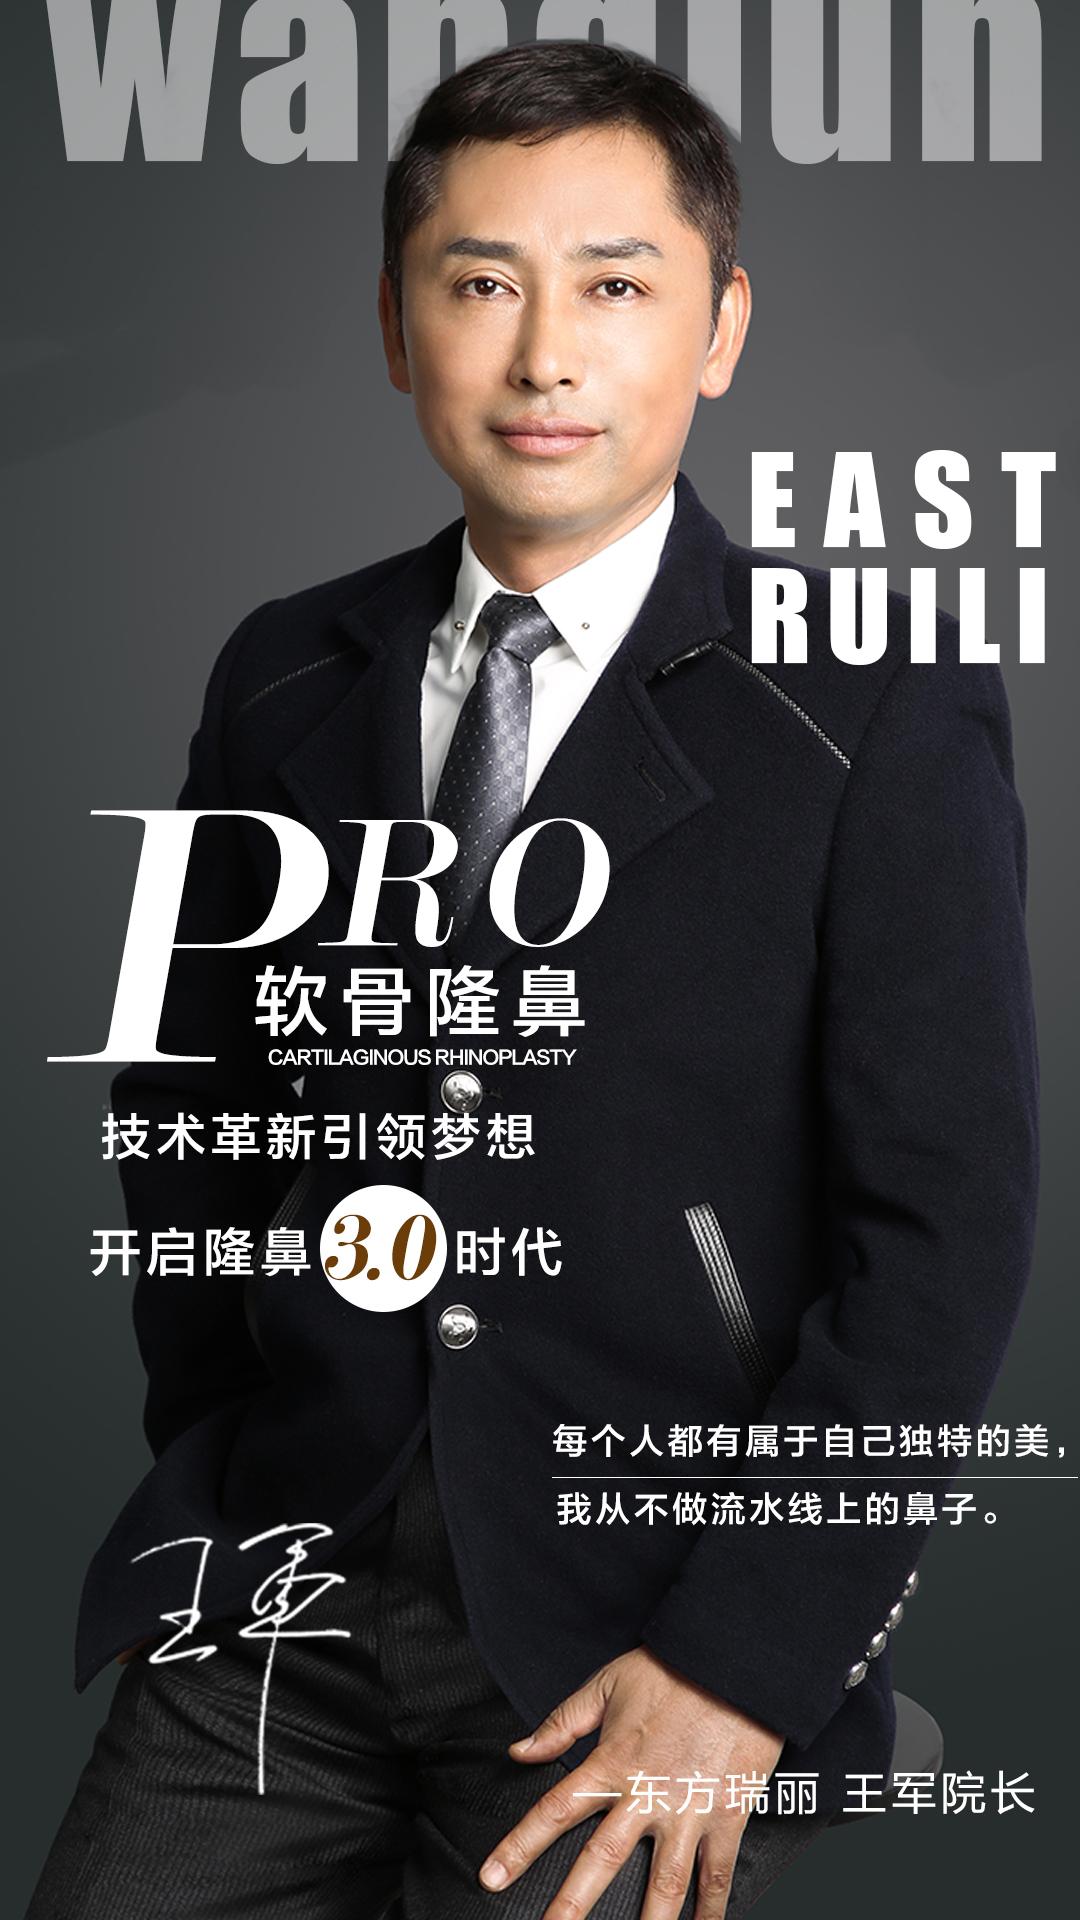 Wangjun
EAST
RUILI
PRO
软骨隆鼻
CARTILAGINOUS RHINOPLASTY
技术革新引领梦想
开启隆鼻3.0时代
每个人都有属于自己独特的美，
我从不做流水线上的鼻子。
王軍
—东方瑞丽 王军院长